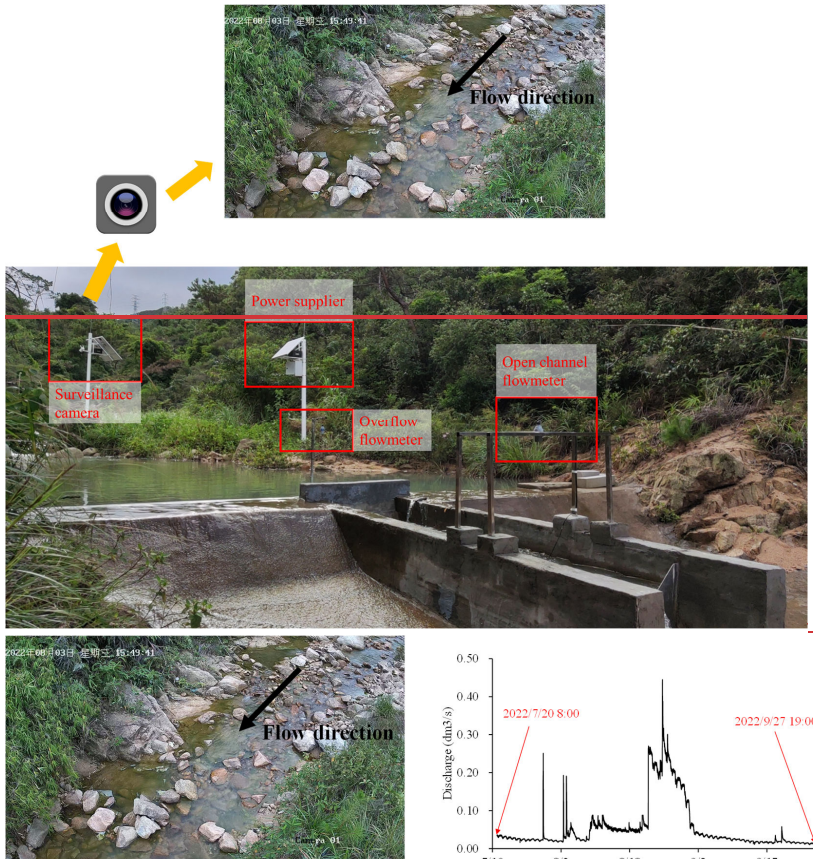 2022年08月03日 星期三 15:49:41
Flow direction
Camera 01
Power supplier
Open channel
flowmeter
Surveillance
camera
Overflow
flowmeter
2022年08月03日 星期三 15:49:41
Flow direction
Camera 01
0.50
0.40
0.30
0.20
0.10
0.00
Discharge (dm3/s)
2022/7/20 8:00
2022/9/27 19:00